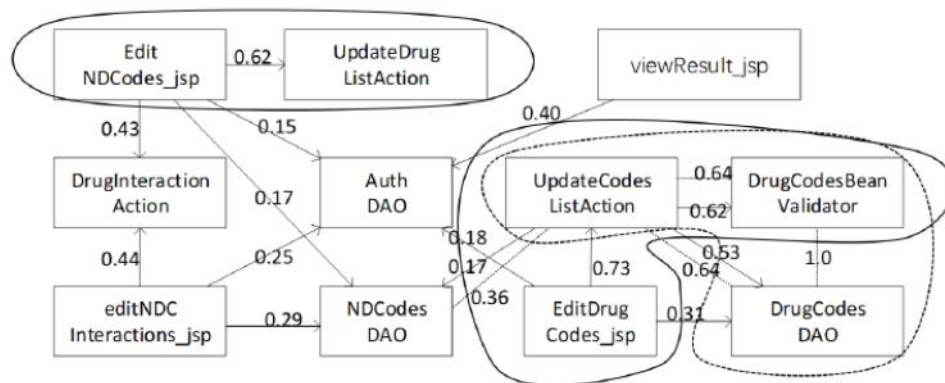 Edit
NDCodes_jsp
0.62
UpdateDrug
ListAction
viewResult_jsp
0.43
0.15
0.40
DrugInteraction
Action
0.17
Auth
DAO
UpdateCodes
ListAction
0.64
0.62
DrugCodesBean
Validator
0.44
0.25
0.18
0.17
0.36
0.73
0.53
0.64
1.0
editNDC
Interactions_jsp
0.29
NDCodes
DAO
EditDrug
Codes_jsp
0.31
DrugCodes
DAO